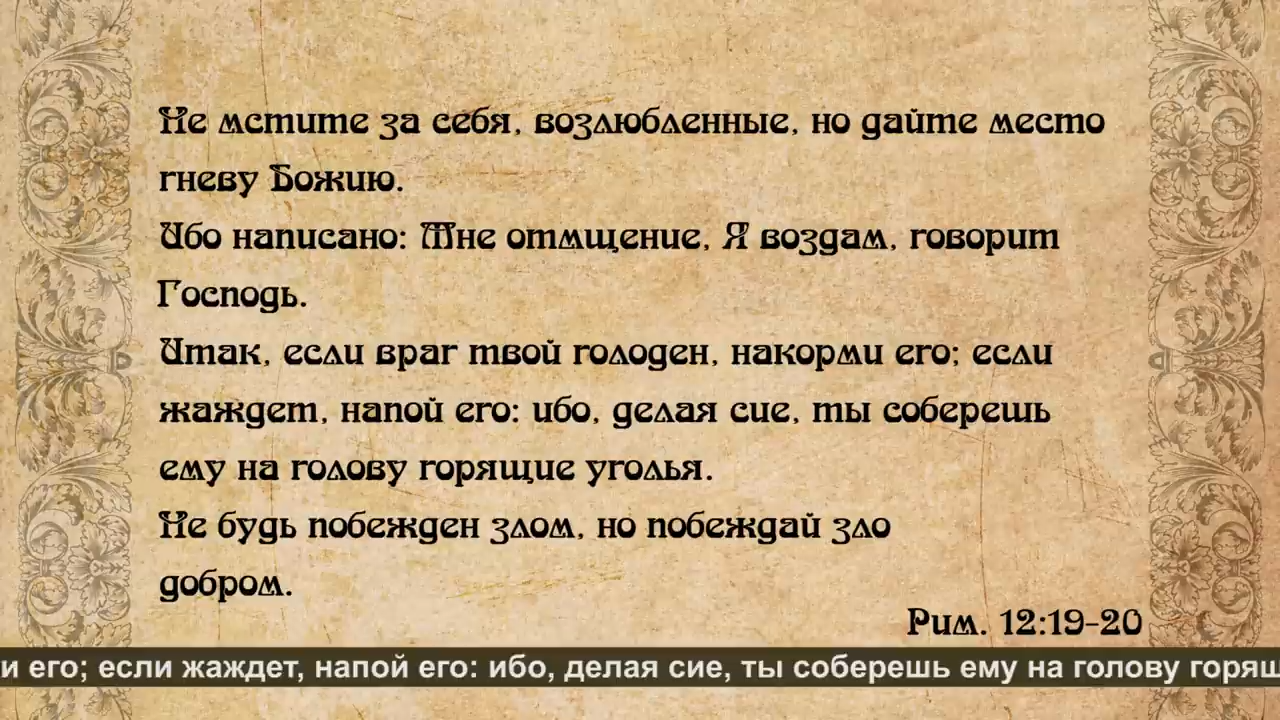 Не мстите за себя, возлюбленные, но дайте место
гневу Божию.
Ибо написано: Мне отмщение, Я воздам, говорит
Господь.
Итак, если враг твой голоден, накорми его; если
жаждет, напой его: ибо, делая сие, ты соберешь
ему на голову горящие уголья.
Не будь побежден злом, но побеждай зло
добром.
Рим. 12:19-20
и его; если жаждет, напой его: ибо, делая сие, ты соберешь ему на голову горящ